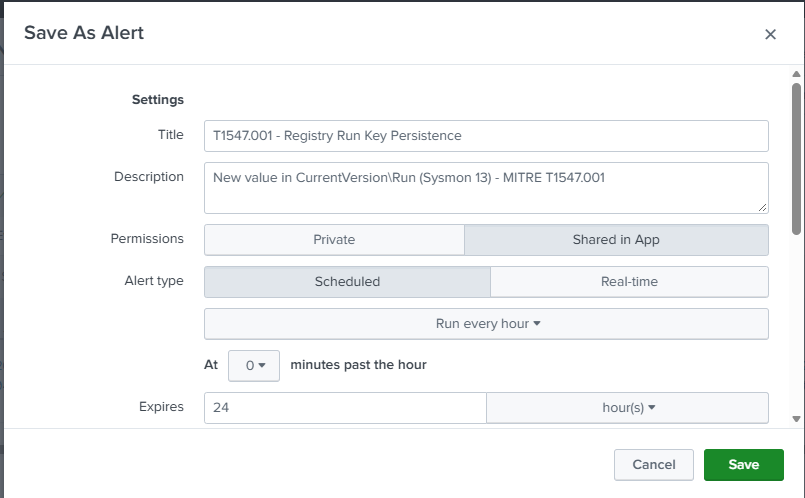 Save As Alert
Settings
Title T1547.001 - Registry Run Key Persistence
Description New value in CurrentVersion\Run (Sysmon 13) - MITRE T1547.001
Permissions Private Shared in App
Alert type Scheduled Real-time
Run every hour
At 0 minutes past the hour
Expires 24 hour(s)
Cancel Save